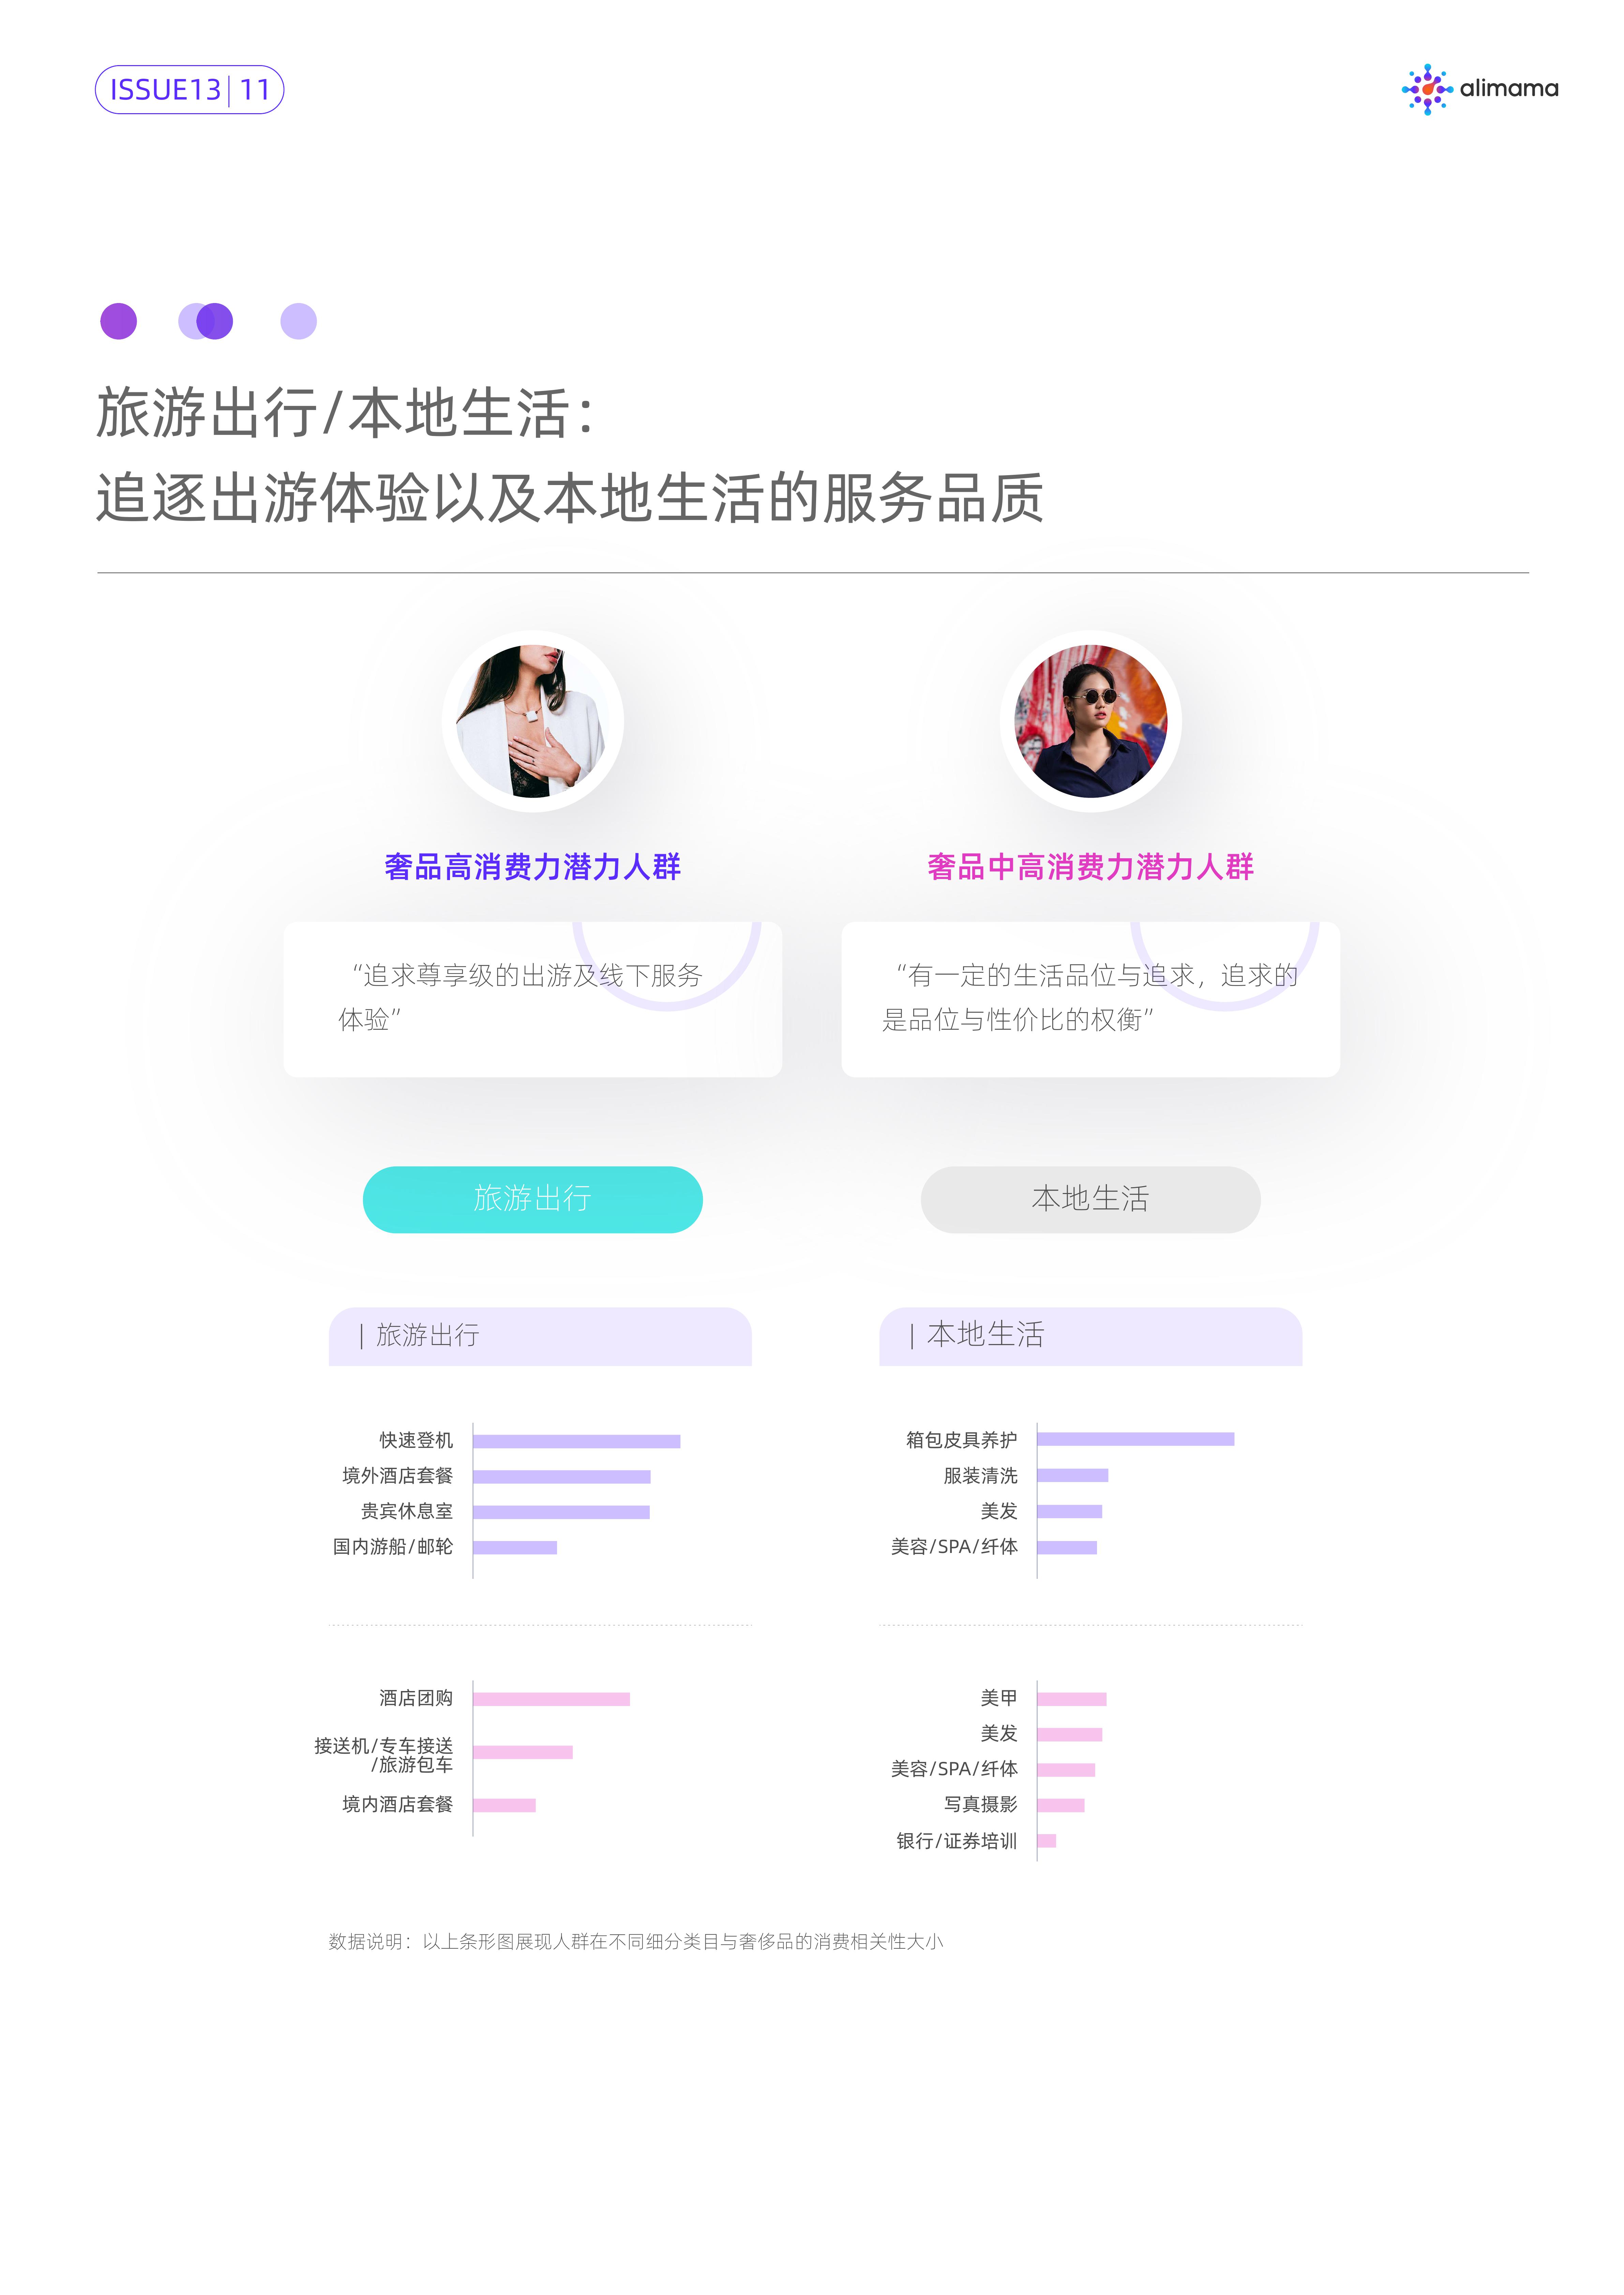 ISSUE13| 11
alimama
旅游出行/本地生活：
追逐出游体验以及本地生活的服务品质
奢品高消费力潜力人群
“追求尊享级的出游及线下服务
体验”
奢品中高消费力潜力人群
“有一定的生活品位与追求，追求的
是品位与性价比的权衡”
旅游出行
本地生活
| 旅游出行
快速登机
境外酒店套餐
贵宾休息室
国内游船/邮轮
酒店团购
接送机/专车接送
/旅游包车
境内酒店套餐
| 本地生活
箱包皮具养护
服装清洗
美发
美容/SPA/纤体
美甲
美发
美容/SPA/纤体
写真摄影
银行/证券培训
数据说明：以上条形图展现人群在不同细分类目与奢侈品的消费相关性大小